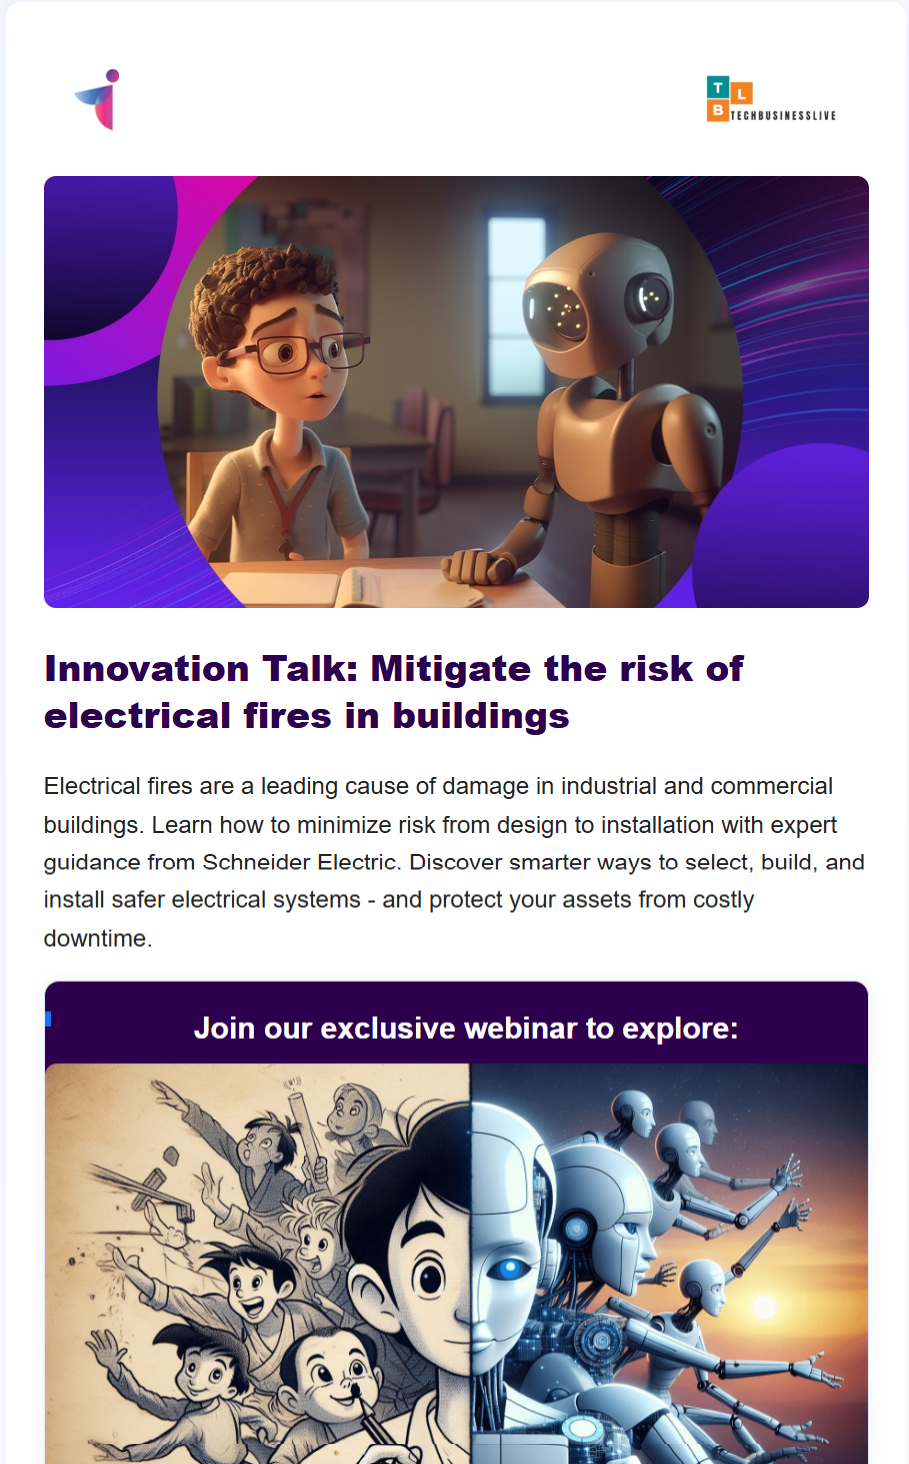 T L
B TECHBUSINESSLIVE
Innovation Talk: Mitigate the risk of
electrical fires in buildings
Electrical fires are a leading cause of damage in industrial and commercial
buildings. Learn how to minimize risk from design to installation with expert
guidance from Schneider Electric. Discover smarter ways to select, build, and
install safer electrical systems - and protect your assets from costly
downtime.
Join our exclusive webinar to explore: